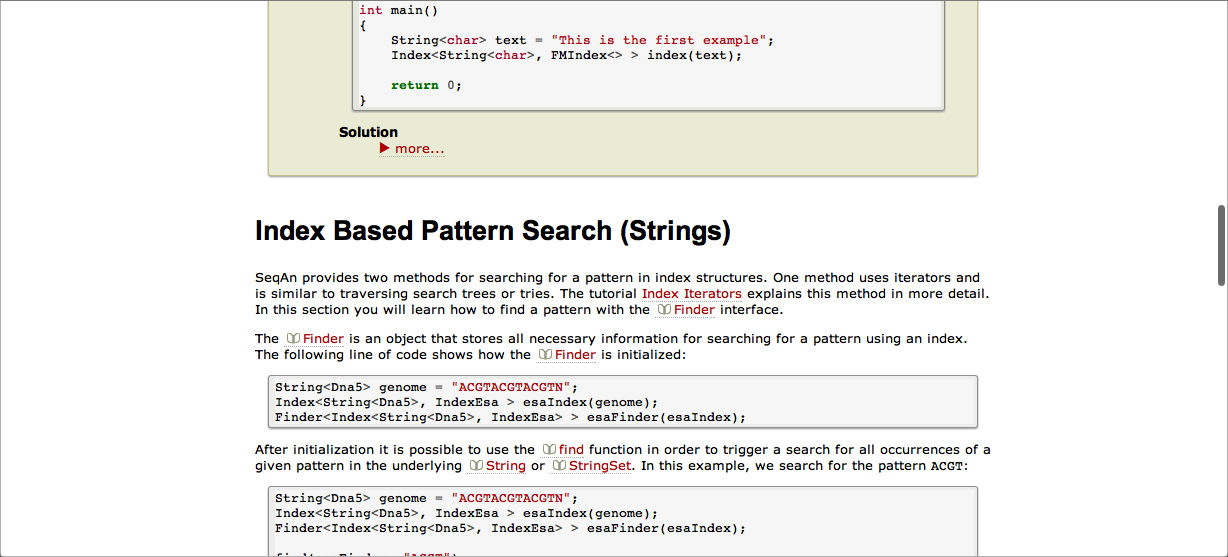 int main()
{
    String<char> text = "This is the first example";
    Index<String<char>, FMIndex<> > index(text);
    return 0;
}
Solution
more...
Index Based Pattern Search (Strings)
SeqAn provides two methods for searching for a pattern in index structures. One method uses iterators and
is similar to traversing search trees or tries. The tutorial Index Iterators explains this method in more detail.
In this section you will learn how to find a pattern with the Finder interface.
The Finder is an object that stores all necessary information for searching for a pattern using an index.
The following line of code shows how the Finder is initialized:
String<Dna5> genome = "ACGTACGTACGTN";
Index<String<Dna5>, IndexEsa > esaIndex(genome);
Finder<Index<String<Dna5>, IndexEsa> > esaFinder(esaIndex);
After initialization it is possible to use the find function in order to trigger a search for all occurrences of a
given pattern in the underlying String or StringSet. In this example, we search for the pattern ACGT:
String<Dna5> genome = "ACGTACGTACGTN";
Index<String<Dna5>, IndexEsa > esaIndex(genome);
Finder<Index<String<Dna5>, IndexEsa> > esaFinder(esaIndex);